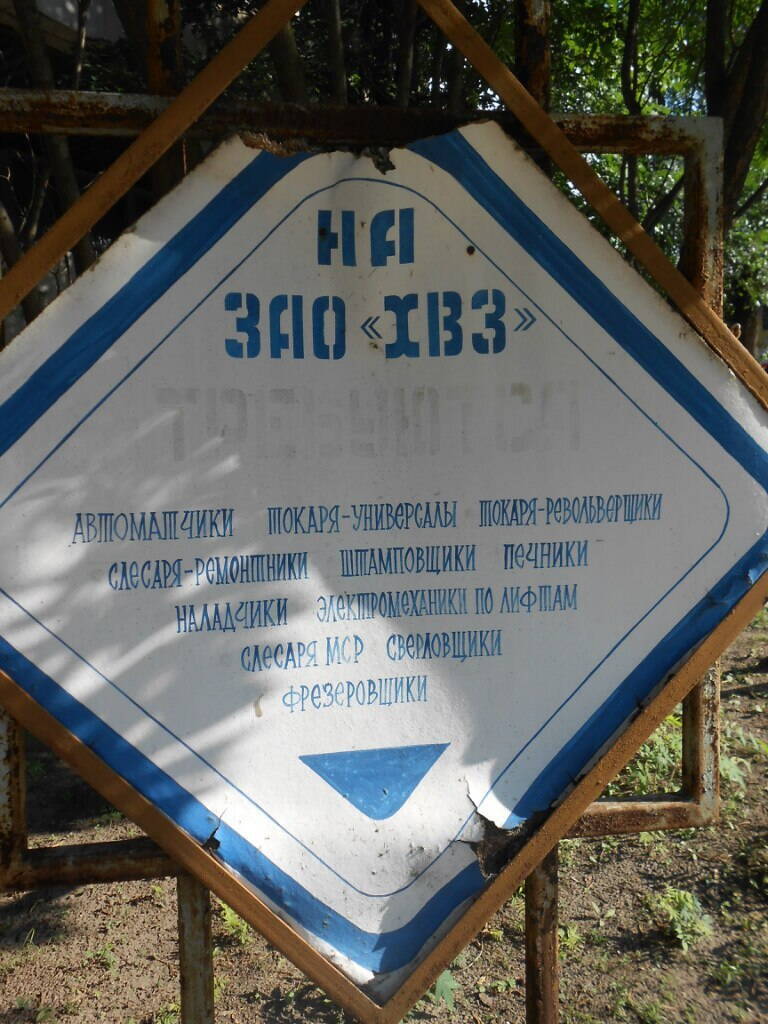 НА
ЗАО «ХВЗ»
ТРЕБУЮТСЯ
АВТОМАТЧИКИ ТОКАРЯ-УНИВЕРСАЛЫ ТОКАРЯ-РЕВОЛЬВЕРЩИКИ
СЛЕСАРЯ-РЕМОНТНИКИ ШТАМПОВЩИКИ ПЕЧНИКИ
НАЛАДЧИКИ ЭЛЕКТРОМЕХАНИКИ ПО ЛИФТАМ
СЛЕСАРЯ МСР СВЕРЛОВЩИКИ
ФРЕЗЕРОВЩИКИ